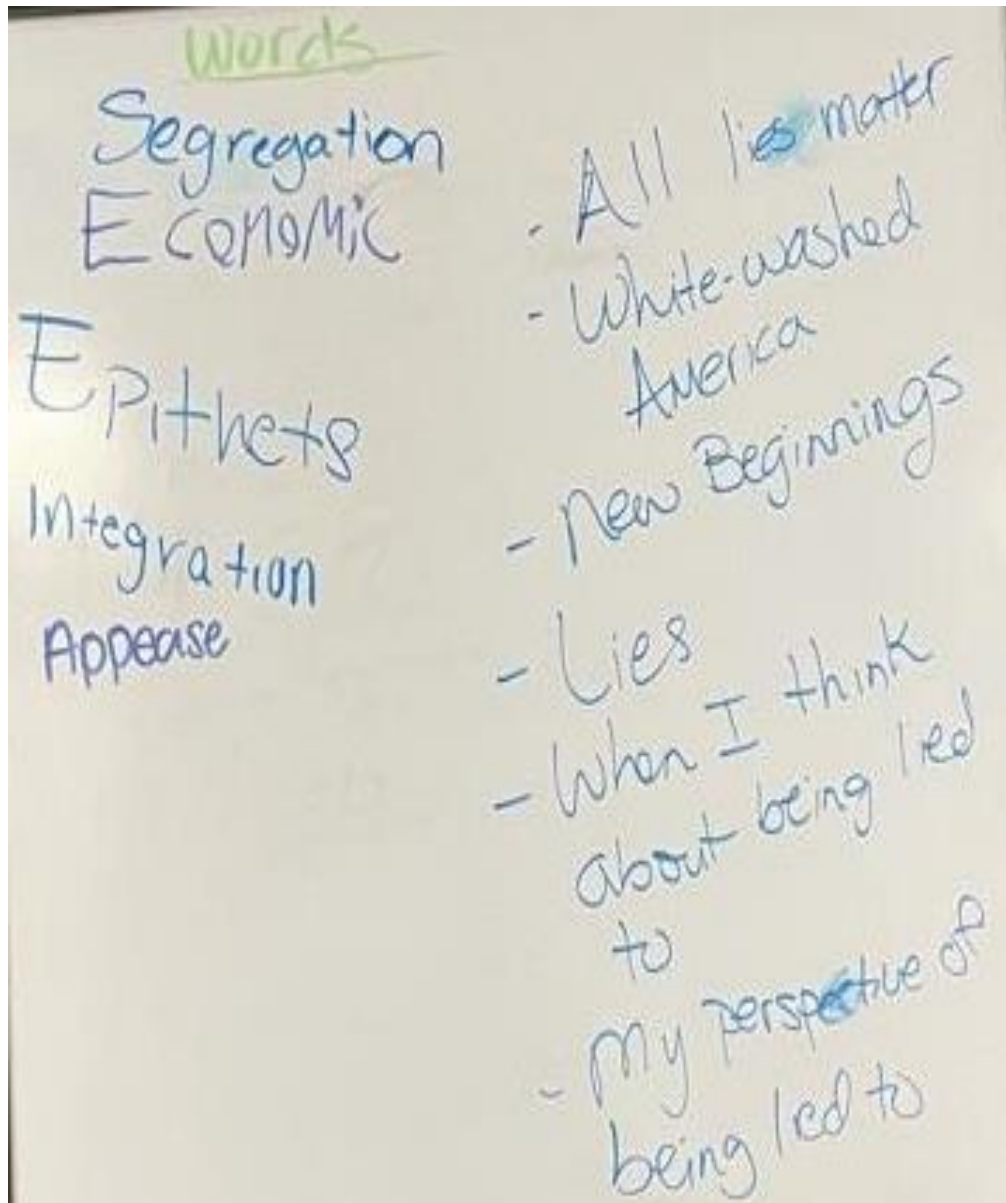 Words
Segregation
Economic
Epithets
Integration
Appease
- All lies matter
- White-washed
America
- New Beginnings
- Lies
- When I think
about being lied
to
- My perspective of
being lied to